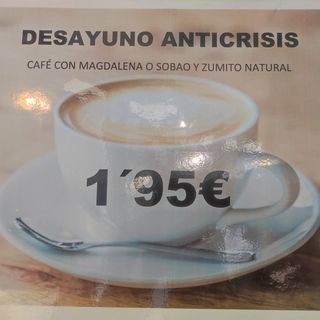 DESAYUNO ANTICRISIS
CAFÉ CON MAGDALENA O SOBAO Y ZUMITO NATURAL
1´95€